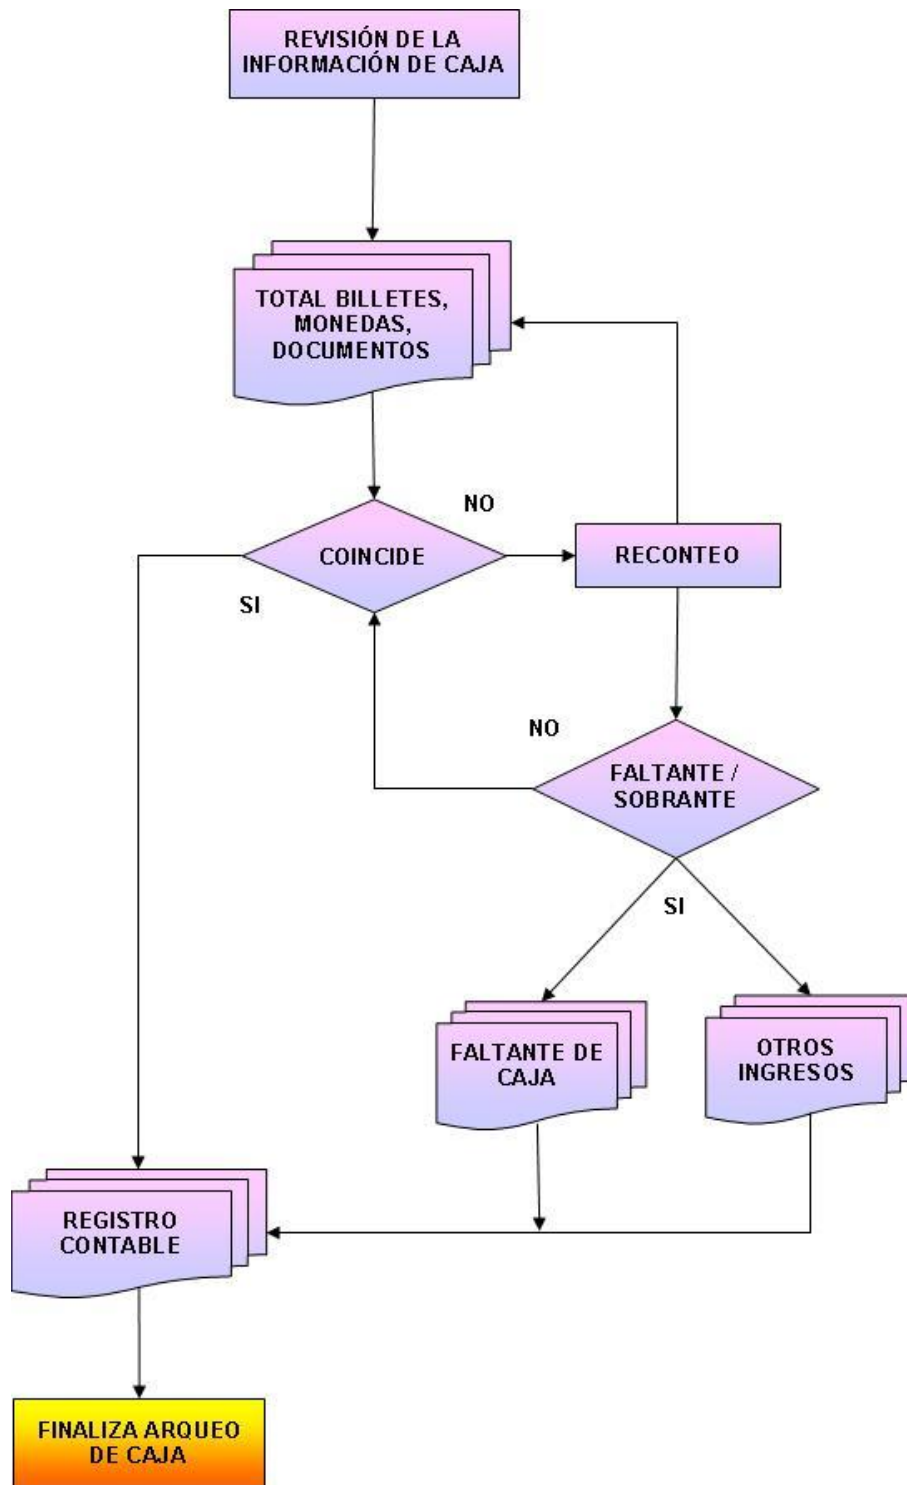 REVISIÓN DE LA
INFORMACIÓN DE CAJA
TOTAL BILLETES,
MONEDAS,
DOCUMENTOS
NO
COINCIDE
RECONTEO
SI
NO
FALTANTE /
SOBRANTE
SI
FALTANTE DE
CAJA
OTROS
INGRESOS
REGISTRO
CONTABLE
FINALIZA ARQUEO
DE CAJA